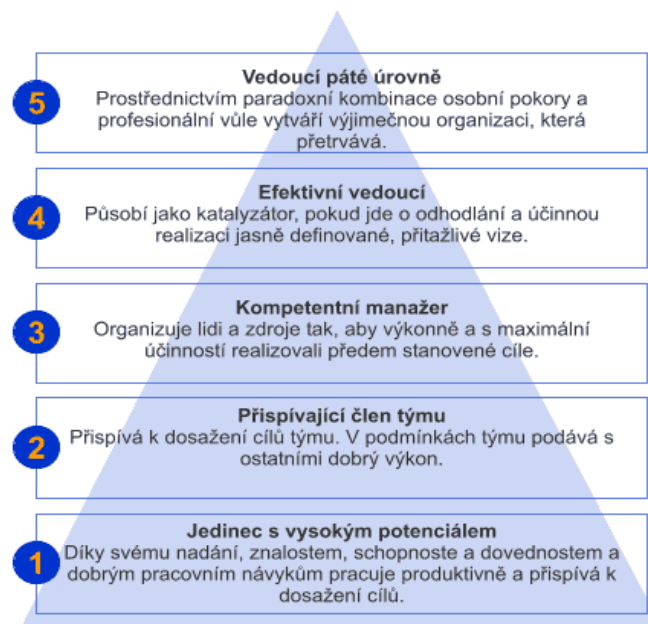 5
Vedoucí páté úrovně
Prostřednictvím paradoxní kombinace osobní pokory a
profesionální vůle vytváří výjimečnou organizaci, která
přetrvává.
4
Efektivní vedoucí
Působí jako katalyzátor, pokud jde o odhodlání a účinnou
realizaci jasně definované, přitažlivé vize.
3
Kompetentní manažer
Organizuje lidi a zdroje tak, aby výkonně a s maximální
účinností realizovali předem stanovené cíle.
2
Přispívající člen týmu
Přispívá k dosažení cílů týmu. V podmínkách týmu podává s
ostatními dobrý výkon.
1
Jedinec s vysokým potenciálem
Díky svému nadání, znalostem, schopnoste a dovednostem a
dobrým pracovním návykům pracuje produktivně a přispívá k
dosažení cílů.